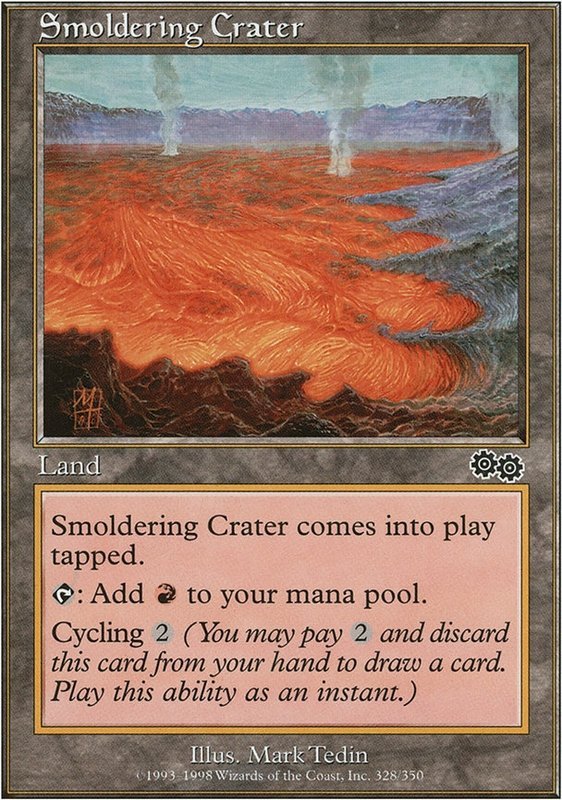 Smoldering Crater
Land
Smoldering Crater comes into play
tapped.
: Add to your mana pool.
Cycling 2 (You may pay 2 and discard
this card from your hand to draw a card.
Play this ability as an instant.)
Illus. Mark Tedin
©1993-1998 Wizards of the Coast, Inc. 328/350